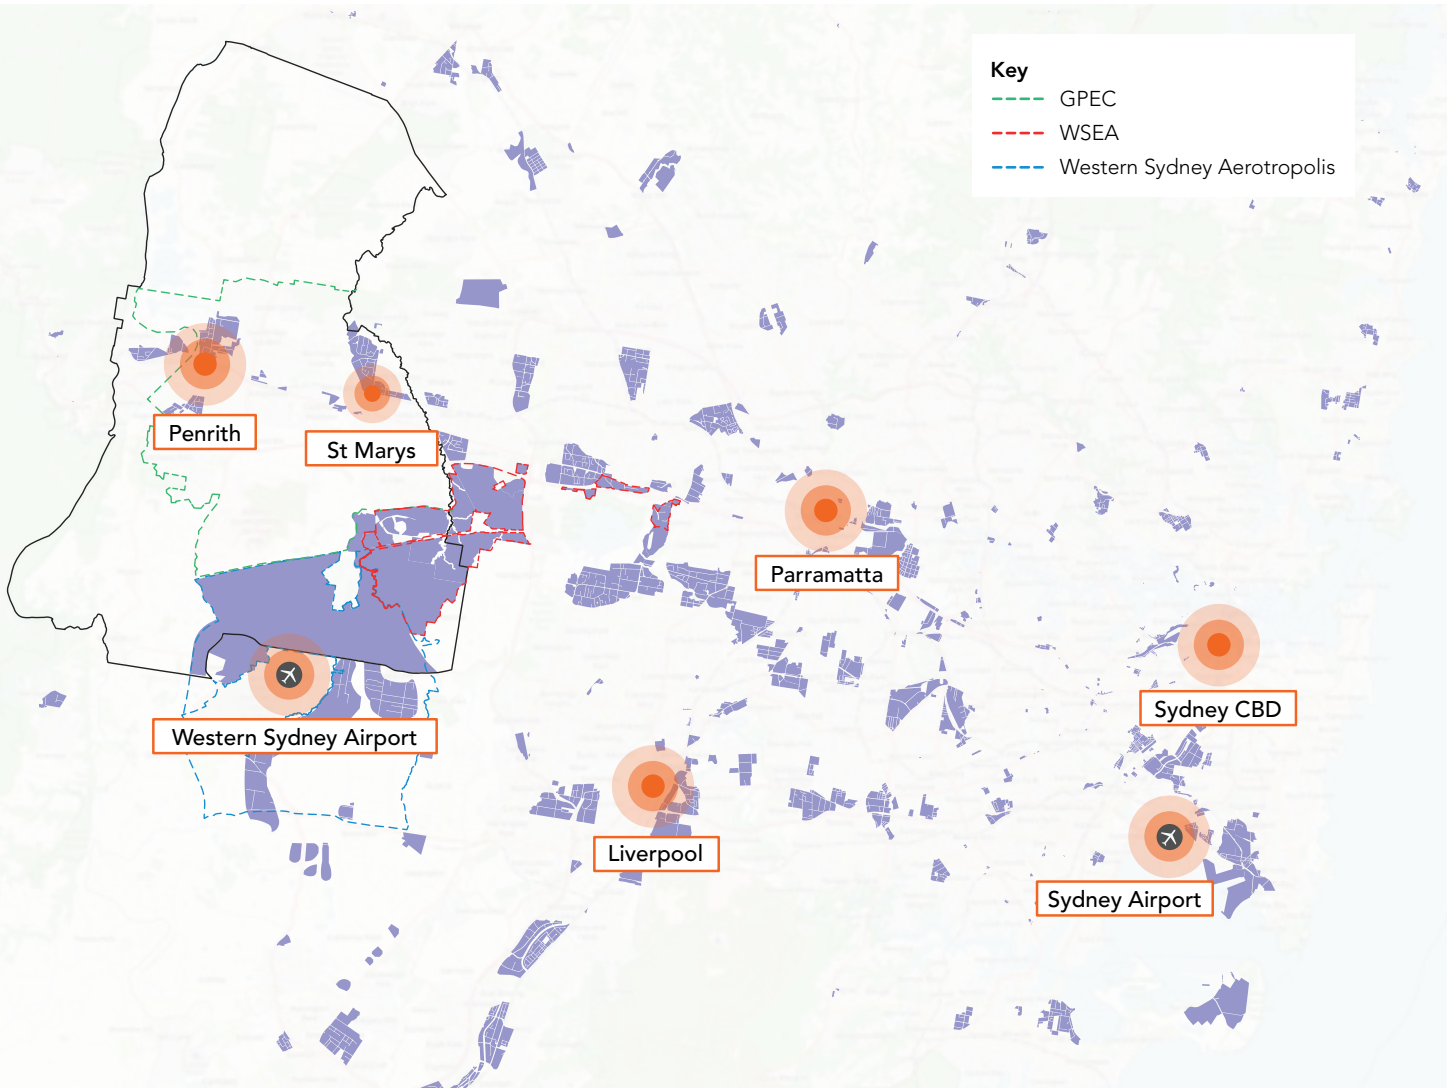 Key
GPEC
WSEA
Western Sydney Aerotropolis
Penrith
St Marys
Parramatta
Sydney CBD
Western Sydney Airport
Liverpool
Sydney Airport